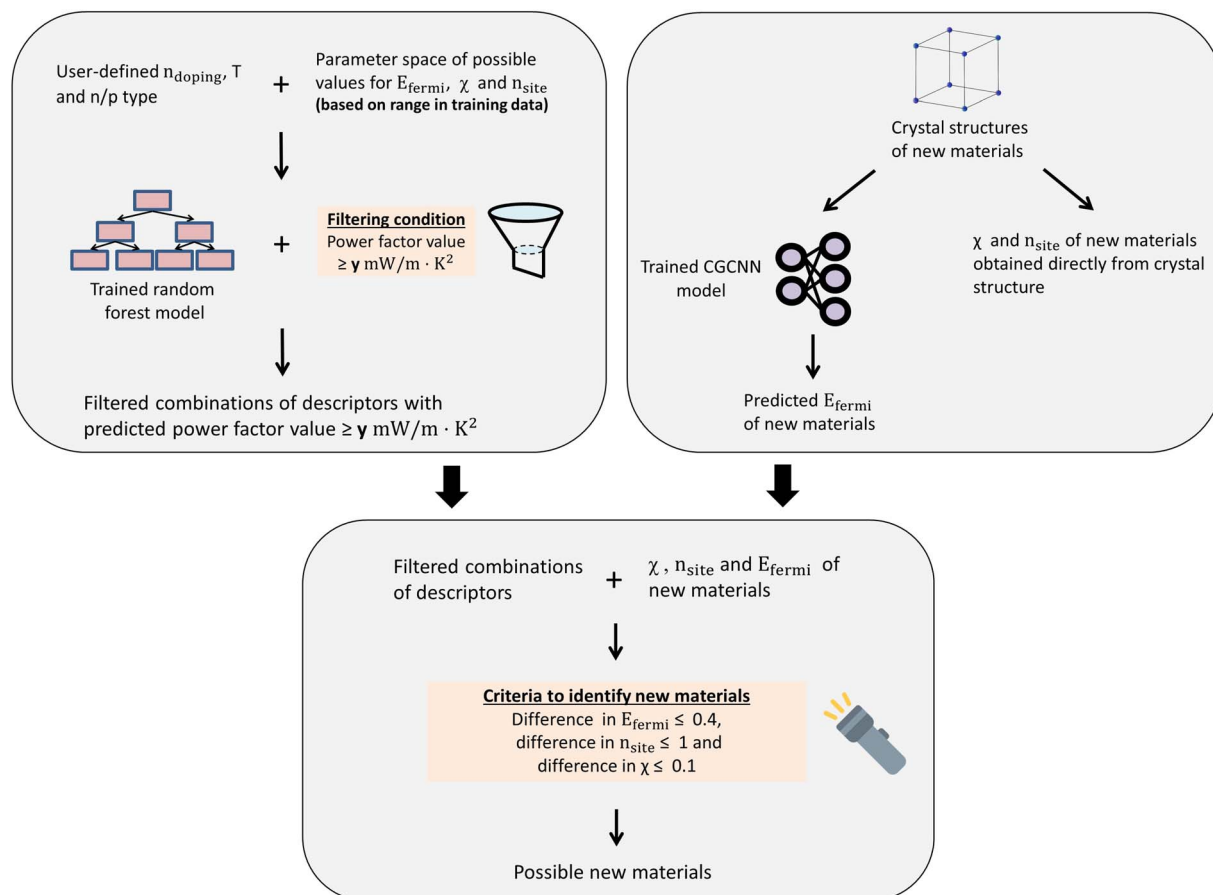 User-defined n_doping, T
and n/p type
+
Parameter space of possible
values for E_fermi, χ and n_site
(based on range in training data)
Trained random
forest model
+
Filtering condition
Power factor value
≥ y mW/m · K²
Filtered combinations of descriptors with
predicted power factor value ≥ y mW/m · K²
Crystal structures
of new materials
Trained CGCNN
model
χ and n_site of new materials
obtained directly from crystal
structure
Predicted E_fermi
of new materials
Filtered combinations
of descriptors
+
χ , n_site and E_fermi of
new materials
Criteria to identify new materials
Difference in E_fermi ≤ 0.4,
difference in n_site ≤ 1 and
difference in χ ≤ 0.1
Possible new materials